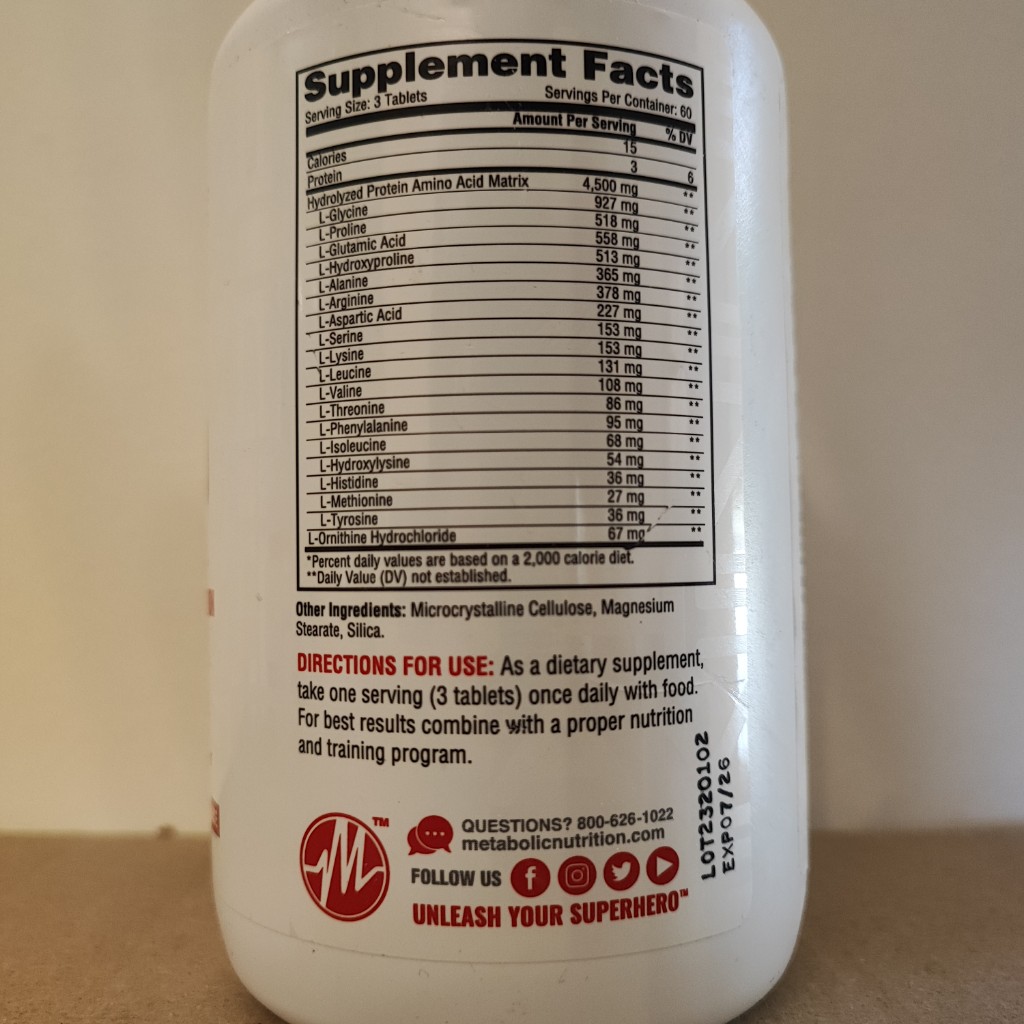 Supplement Facts
Serving Size: 3 Tablets Servings Per Container: 60
Amount Per Serving % DV
Calories 15
Protein 3 6
Hydrolyzed Protein Amino Acid Matrix 4,500 mg **
L-Glycine 927 mg **
L-Proline 518 mg **
L-Glutamic Acid 558 mg **
L-Hydroxyproline 513 mg **
L-Alanine 365 mg **
L-Arginine 378 mg **
L-Aspartic Acid 227 mg **
L-Serine 153 mg **
L-Lysine 153 mg **
L-Leucine 131 mg **
L-Valine 108 mg **
L-Threonine 86 mg **
L-Phenylalanine 95 mg **
L-Isoleucine 68 mg **
L-Hydroxylysine 54 mg **
L-Histidine 36 mg **
L-Methionine 27 mg **
L-Tyrosine 36 mg **
L-Ornithine Hydrochloride 67 mg **
*Percent daily values are based on a 2,000 calorie diet.
**Daily Value (DV) not established.
Other Ingredients: Microcrystalline Cellulose, Magnesium
Stearate, Silica.
DIRECTIONS FOR USE: As a dietary supplement,
take one serving (3 tablets) once daily with food.
For best results combine with a proper nutrition
and training program.
LOT2320102
EXP07/26
M™
QUESTIONS? 800-626-1022
metabolicnutrition.com
FOLLOW US
UNLEASH YOUR SUPERHERO™